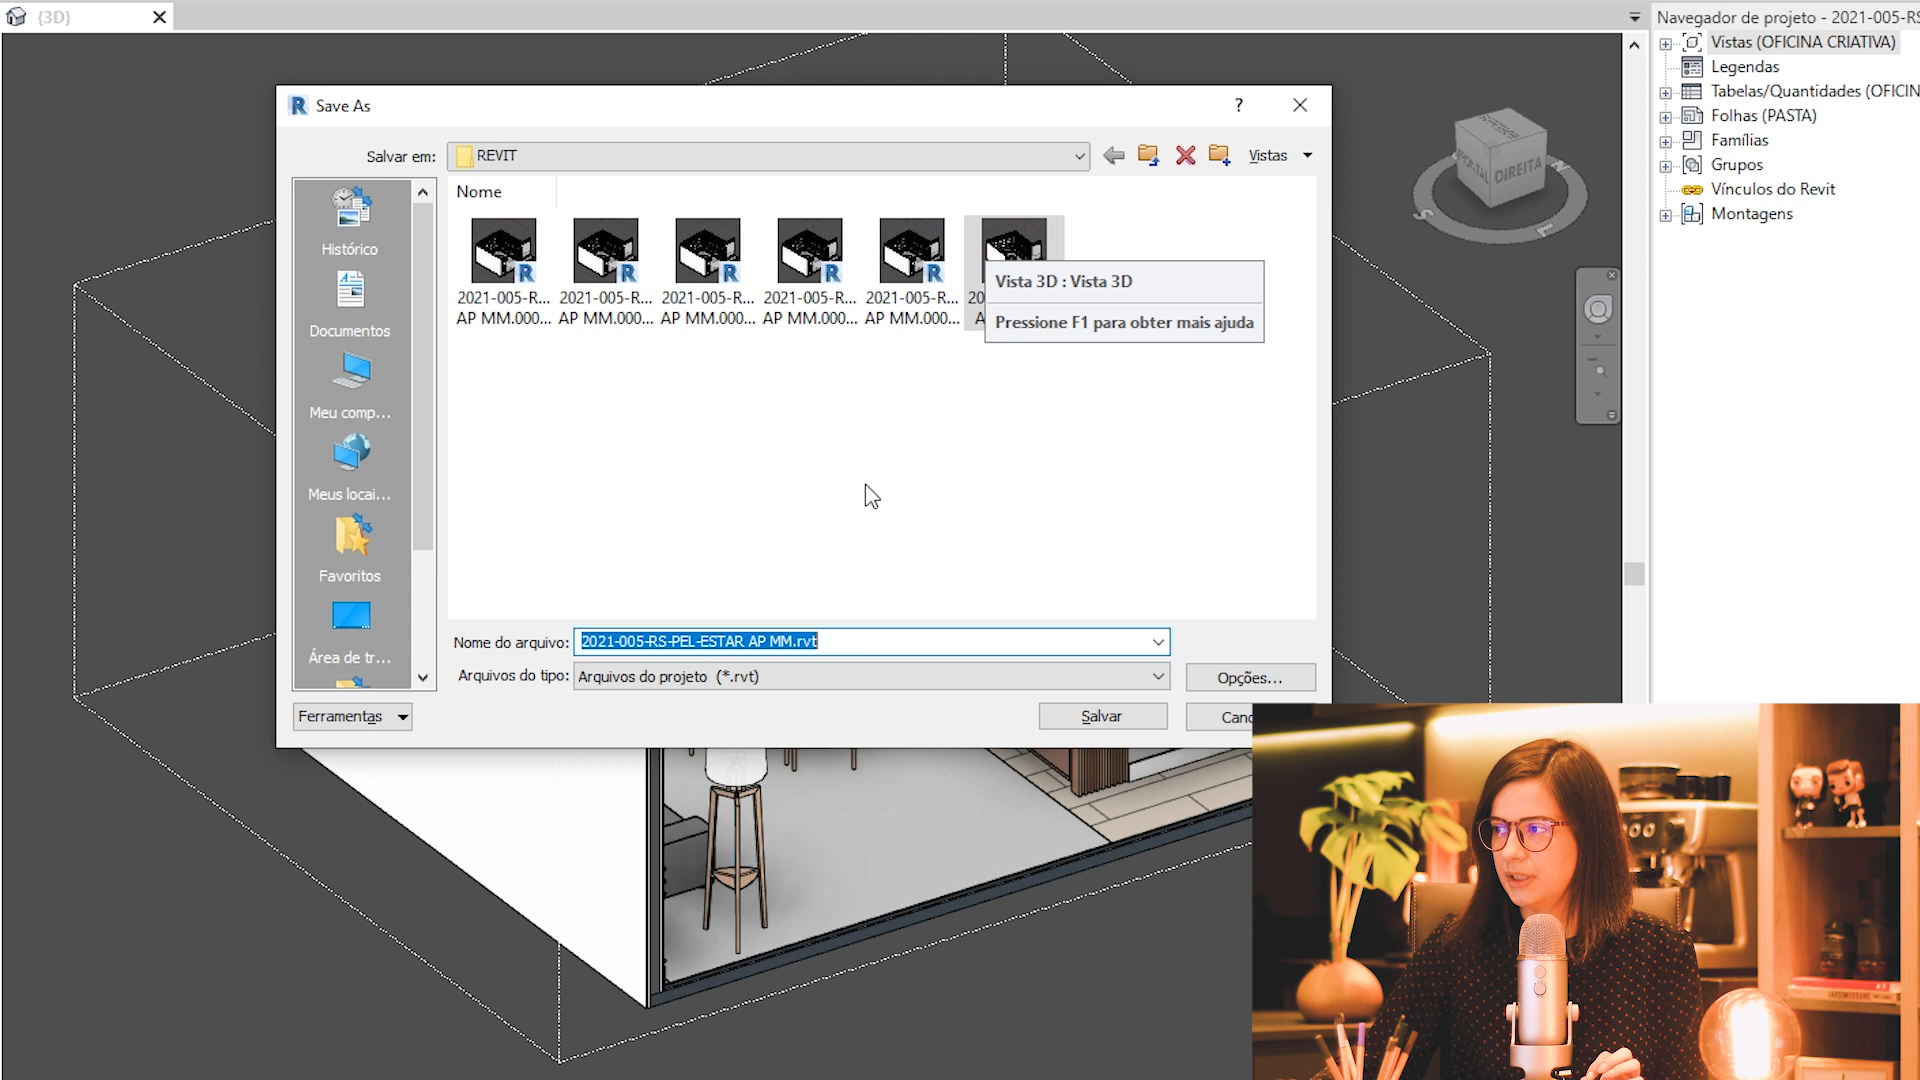 {3D}
Navegador de projeto - 2021-005-RS
Vistas (OFICINA CRIATIVA)
Legendas
Tabelas/Quantidades (OFICIN
Folhas (PASTA)
Famílias
Grupos
Vínculos do Revit
Montagens
R Save As
?
Salvar em:
REVIT
Vistas
Nome
Histórico
Documentos
Meu comp...
Meus locai...
Favoritos
Área de tr...
2021-005-R... 2021-005-R... 2021-005-R... 2021-005-R... 2021-005-R... 20
AP MM.000... AP MM.000... AP MM.000... AP MM.000... AP MM.000... A
Vista 3D : Vista 3D
Pressione F1 para obter mais ajuda
Nome do arquivo: 2021-005-RS-PEL-ESTAR AP MM.rvt
Arquivos do tipo: Arquivos do projeto (*.rvt)
Opções...
Ferramentas
Salvar
Canc
DIREITA
S
N
L